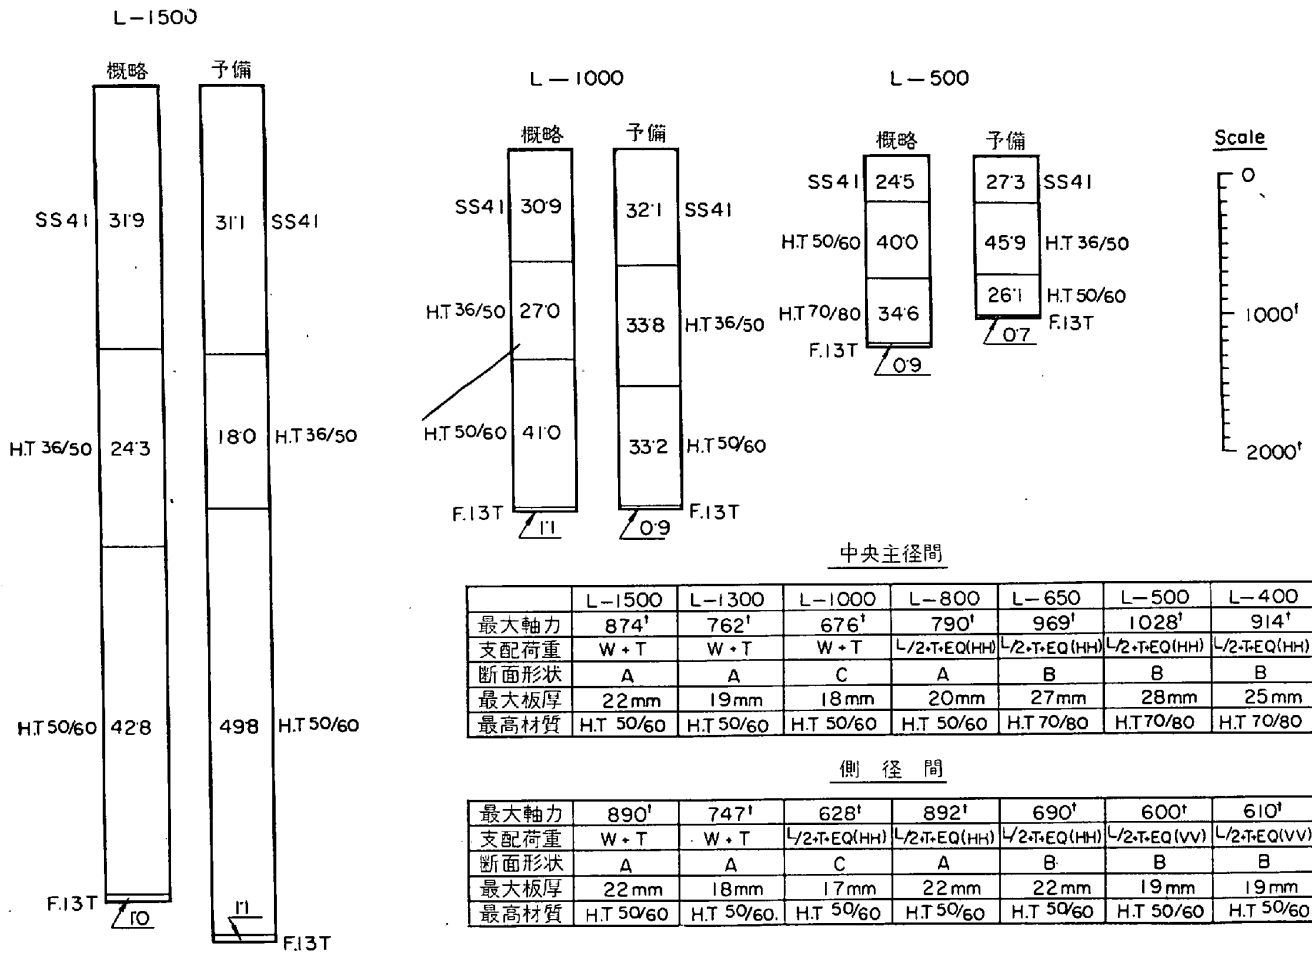 L-1500
概略 予備
SS41 31.9 31.1 SS41
H.T 36/50 24.3 18.0 H.T 36/50
H.T 50/60 42.8 49.8 H.T 50/60
F.13T 1.0 1.1 F.13T
L-1000
概略 予備
SS41 30.9 32.1 SS41
H.T 36/50 27.0 33.8 H.T 36/50
H.T 50/60 41.0 33.2 H.T 50/60
F.13T 1.1 0.9 F.13T
L-500
概略 予備
SS41 24.5 27.3 SS41
H.T 50/60 40.0 45.9 H.T 36/50
H.T 70/80 34.6 26.1 H.T 50/60
F.13T 0.9 0.7 F.13T
Scale
0
1000t
2000t
中央主径間
L-1500 L-1300 L-1000 L-800 L-650 L-500 L-400
最大軸力 874t 762t 676t 790t 969t 1028t 914t
支配荷重 W+T W+T W+T L/2+T+EQ(HH) L/2+T+EQ(HH) L/2+T+EQ(HH) L/2+T+EQ(HH)
断面形状 A A C A B B B
最大板厚 22mm 19mm 18mm 20mm 27mm 28mm 25mm
最高材質 H.T 50/60 H.T 50/60 H.T 50/60 H.T 50/60 H.T 70/80 H.T 70/80 H.T 70/80
側 径 間
最大軸力 890t 747t 628t 892t 690t 600t 610t
支配荷重 W+T W+T L/2+T+EQ(HH) L/2+T+EQ(HH) L/2+T+EQ(HH) L/2+T+EQ(VV) L/2+T+EQ(VV)
断面形状 A A C A B B B
最大板厚 22mm 18mm 17mm 22mm 22mm 19mm 19mm
最高材質 H.T 50/60 H.T 50/60. H.T 50/60 H.T 50/60 H.T 50/60 H.T 50/60 H.T 50/60